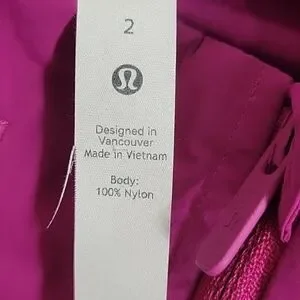 2
Designed in
Vancouver
Made in Vietnam
Body:
100% Nylon